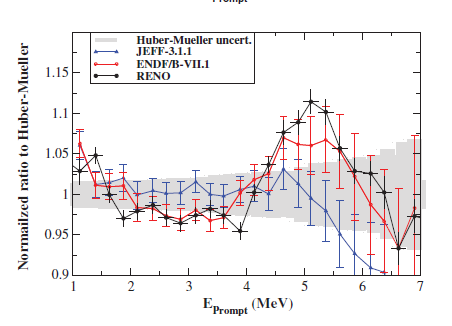 Prompt
Huber-Mueller uncert.
JEFF-3.1.1
ENDF/B-VII.1
RENO
Normalized ratio to Huber-Mueller
1.15
1.1
1.05
1
0.95
0.9
1 2 3 4 5 6 7
E_Prompt (MeV)